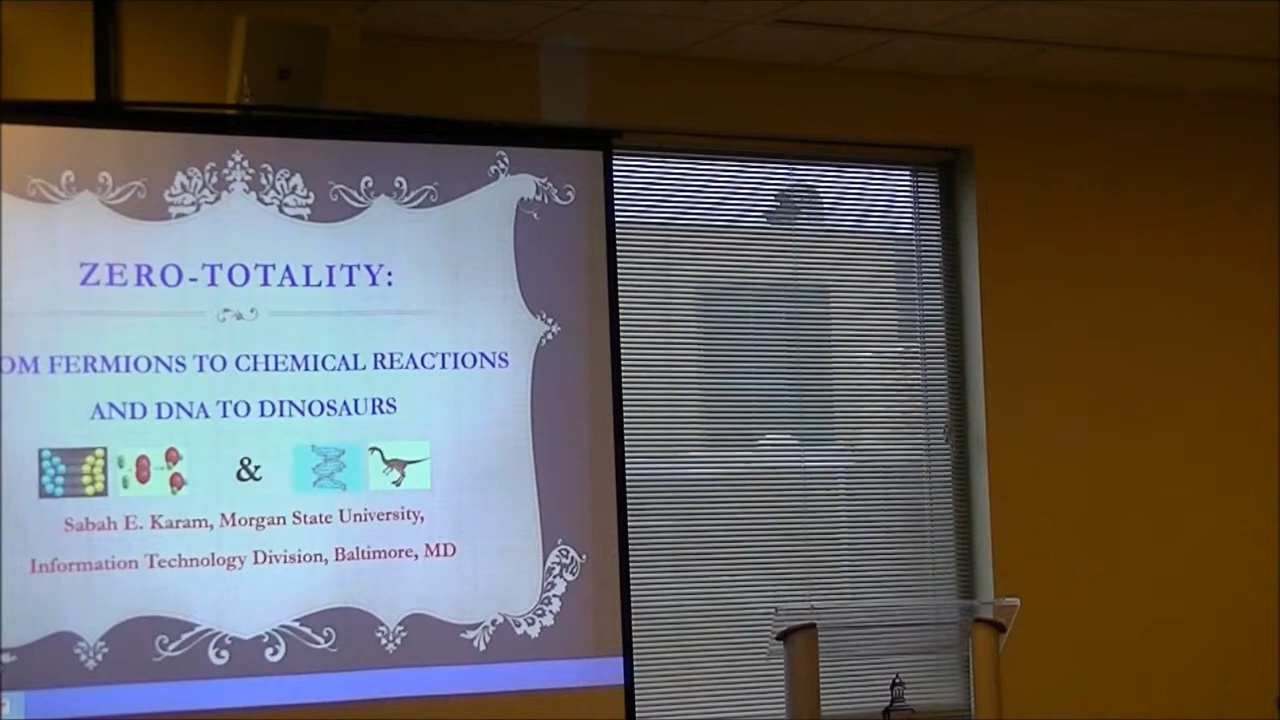 ZERO-TOTALITY:
OM FERMIONS TO CHEMICAL REACTIONS
AND DNA TO DINOSAURS
&
Sabah E. Karam, Morgan State University,
Information Technology Division, Baltimore, MD